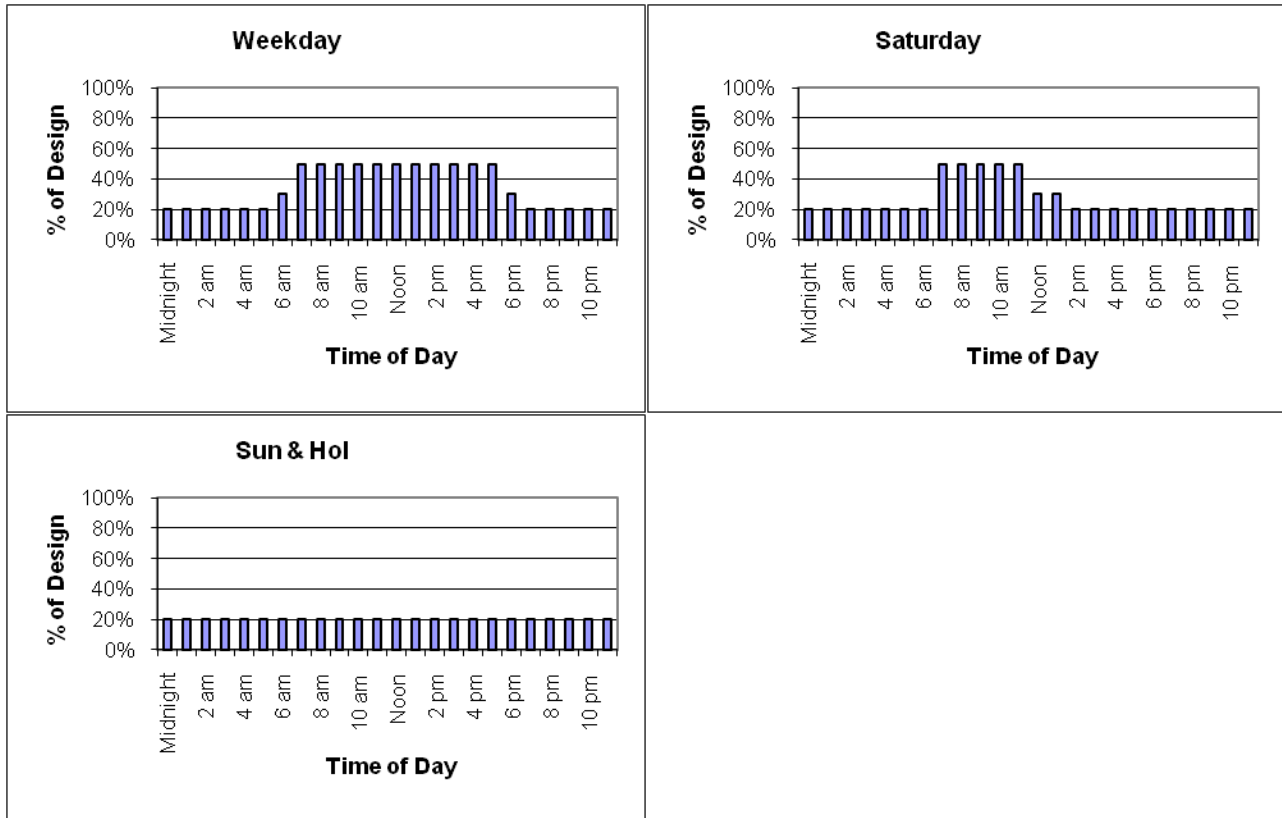 Weekday
% of Design
100%
80%
60%
40%
20%
0%
Midnight
2 am
4 am
6 am
8 am
10 am
Noon
2 pm
4 pm
6 pm
8 pm
10 pm
Time of Day
Saturday
% of Design
100%
80%
60%
40%
20%
0%
Midnight
2 am
4 am
6 am
8 am
10 am
Noon
2 pm
4 pm
6 pm
8 pm
10 pm
Time of Day
Sun & Hol
% of Design
100%
80%
60%
40%
20%
0%
Midnight
2 am
4 am
6 am
8 am
10 am
Noon
2 pm
4 pm
6 pm
8 pm
10 pm
Time of Day